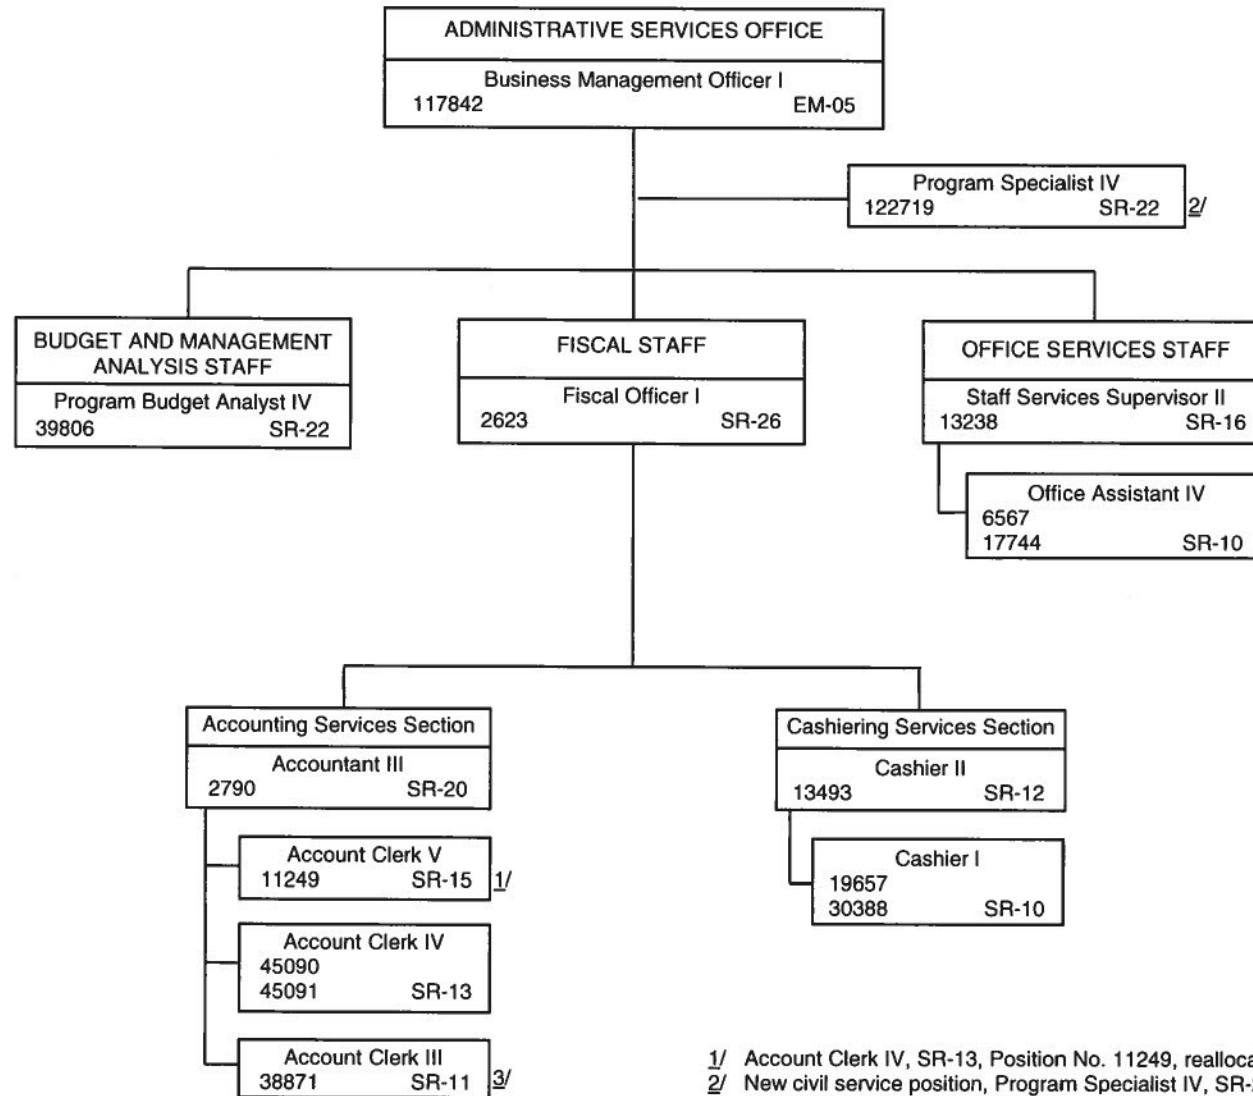 ADMINISTRATIVE SERVICES OFFICE
Business Management Officer I
117842 EM-05
Program Specialist IV
122719 SR-22 2/
BUDGET AND MANAGEMENT
ANALYSIS STAFF
Program Budget Analyst IV
39806 SR-22
FISCAL STAFF
Fiscal Officer I
2623 SR-26
OFFICE SERVICES STAFF
Staff Services Supervisor II
13238 SR-16
Office Assistant IV
6567
17744 SR-10
Accounting Services Section
Accountant III
2790 SR-20
Account Clerk V
11249 SR-15 1/
Account Clerk IV
45090
45091 SR-13
Account Clerk III
38871 SR-11 3/
Cashiering Services Section
Cashier II
13493 SR-12
Cashier I
19657
30388 SR-10
1/ Account Clerk IV, SR-13, Position No. 11249,
2/ New civil service position, Program Specialist IV,